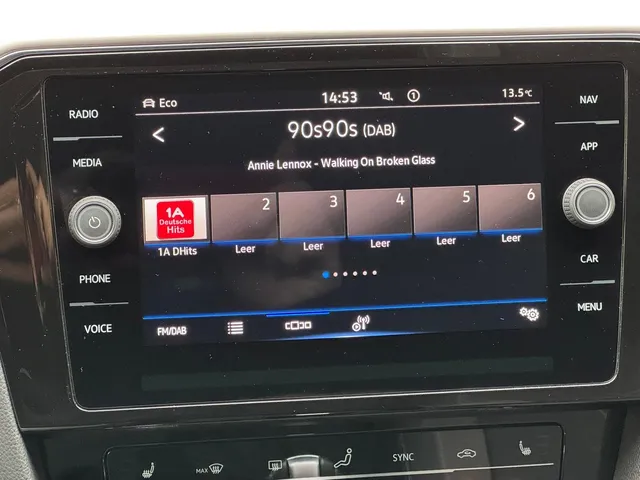 RADIO
MEDIA
PHONE
VOICE
Eco 14:53 1 13.5°C
< 90s90s (DAB) >
Annie Lennox - Walking On Broken Glass
1A Deutsche Hits
2 3 4 5 6
1A DHits Leer Leer Leer Leer Leer
FM/DAB
NAV
APP
CAR
MENU
MAX SYNC